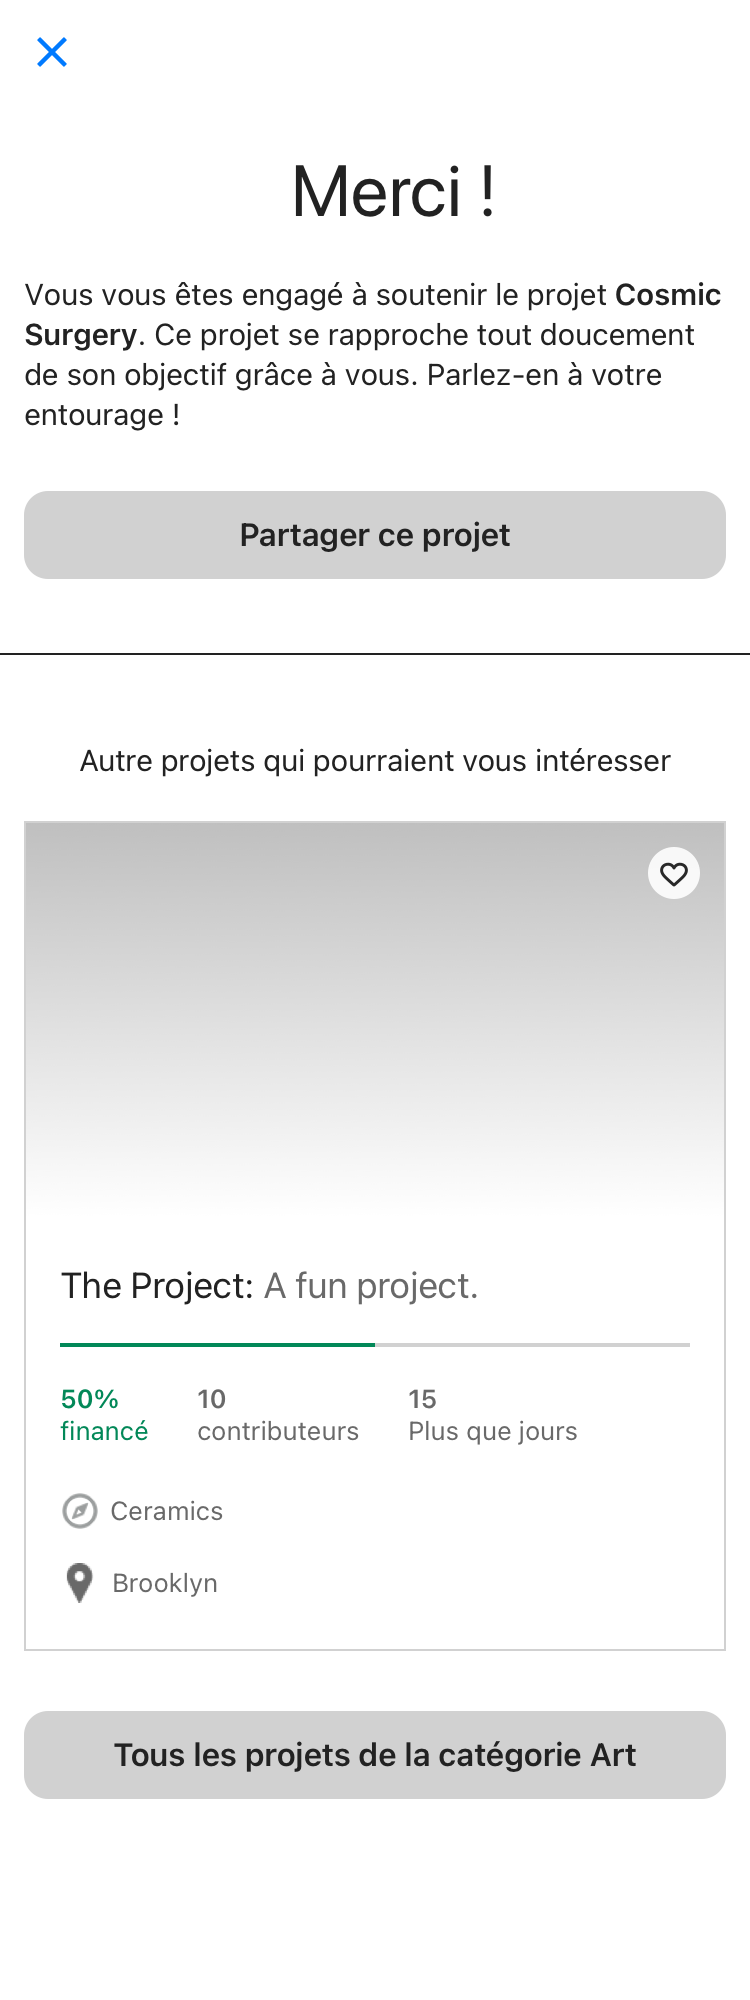 Merci !
Vous vous êtes engagé à soutenir le projet Cosmic
Surgery. Ce projet se rapproche tout doucement
de son objectif grâce à vous. Parlez-en à votre
entourage !
Partager ce projet
Autre projets qui pourraient vous intéresser
The Project: A fun project.
50% 10 15
financé contributeurs Plus que jours
Ceramics
Brooklyn
Tous les projets de la catégorie Art